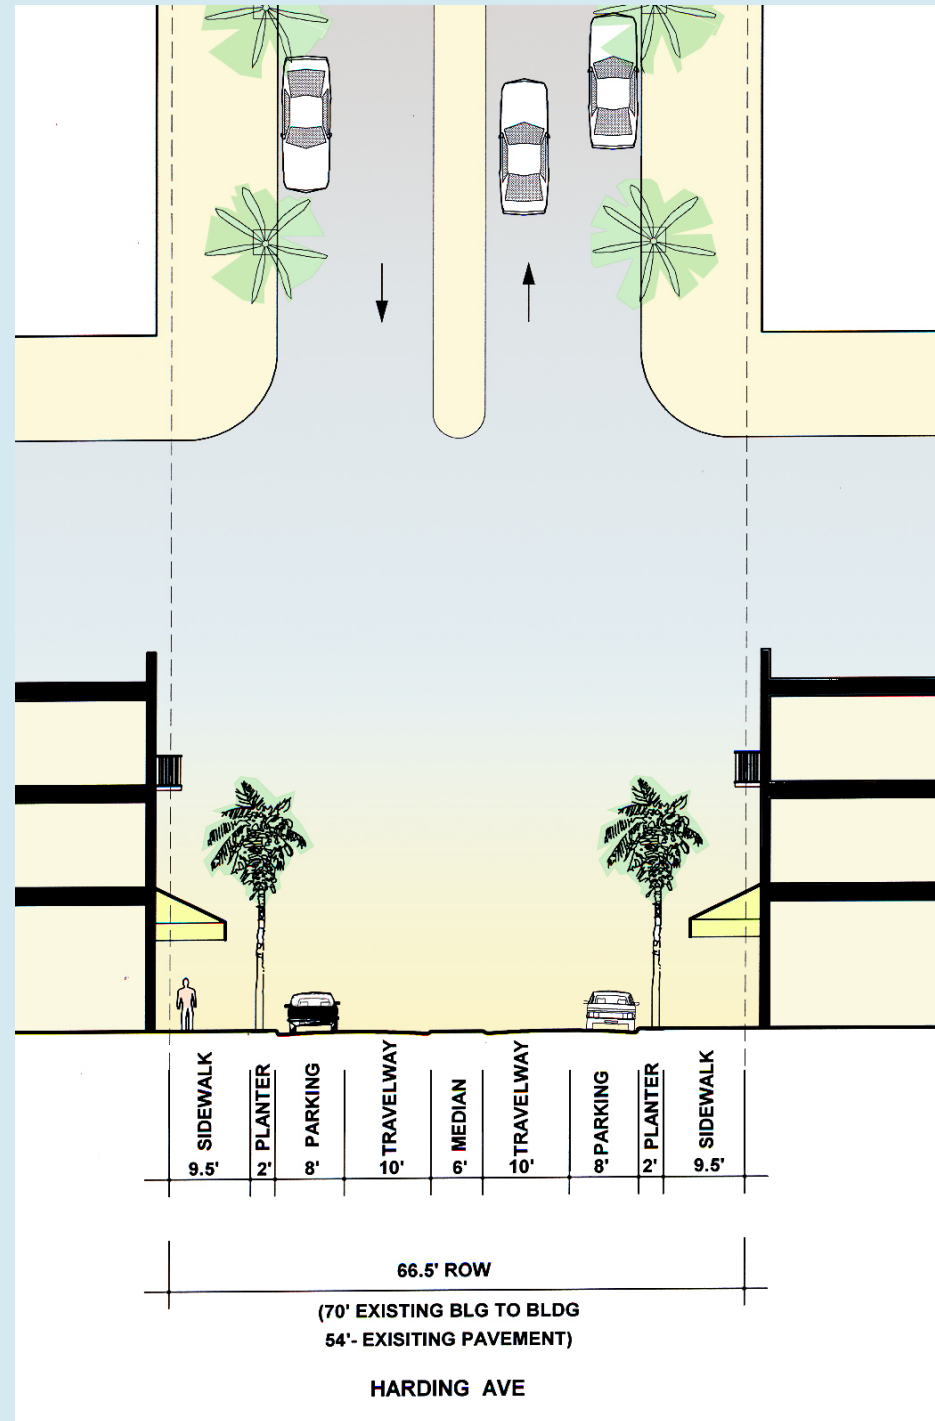 SIDEWALK
PLANTER
PARKING
TRAVELWAY
MEDIAN
TRAVELWAY
PARKING
PLANTER
SIDEWALK
9.5' 2' 8' 10' 6' 10' 8' 2' 9.5'
66.5' ROW
(70' EXISTING BLG TO BLDG
54'- EXISITING PAVEMENT)
HARDING AVE